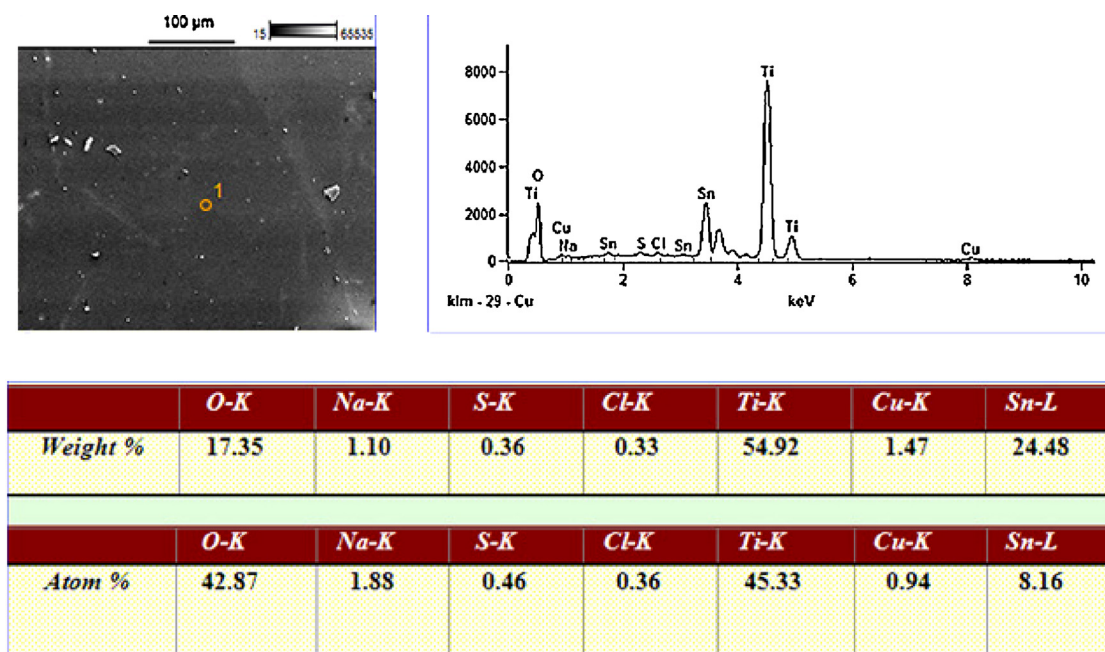 100 µm
15 65535
1
8000
6000
4000
2000
0
Ti
O
Ti
Cu
Na
Sn
S
Cl
Sn
Sn
Ti
Cu
0 2 4 6 8 10
klm - 29 - Cu keV
O-K Na-K S-K Cl-K Ti-K Cu-K Sn-L
Weight % 17.35 1.10 0.36 0.33 54.92 1.47 24.48
O-K Na-K S-K Cl-K Ti-K Cu-K Sn-L
Atom % 42.87 1.88 0.46 0.36 45.33 0.94 8.16